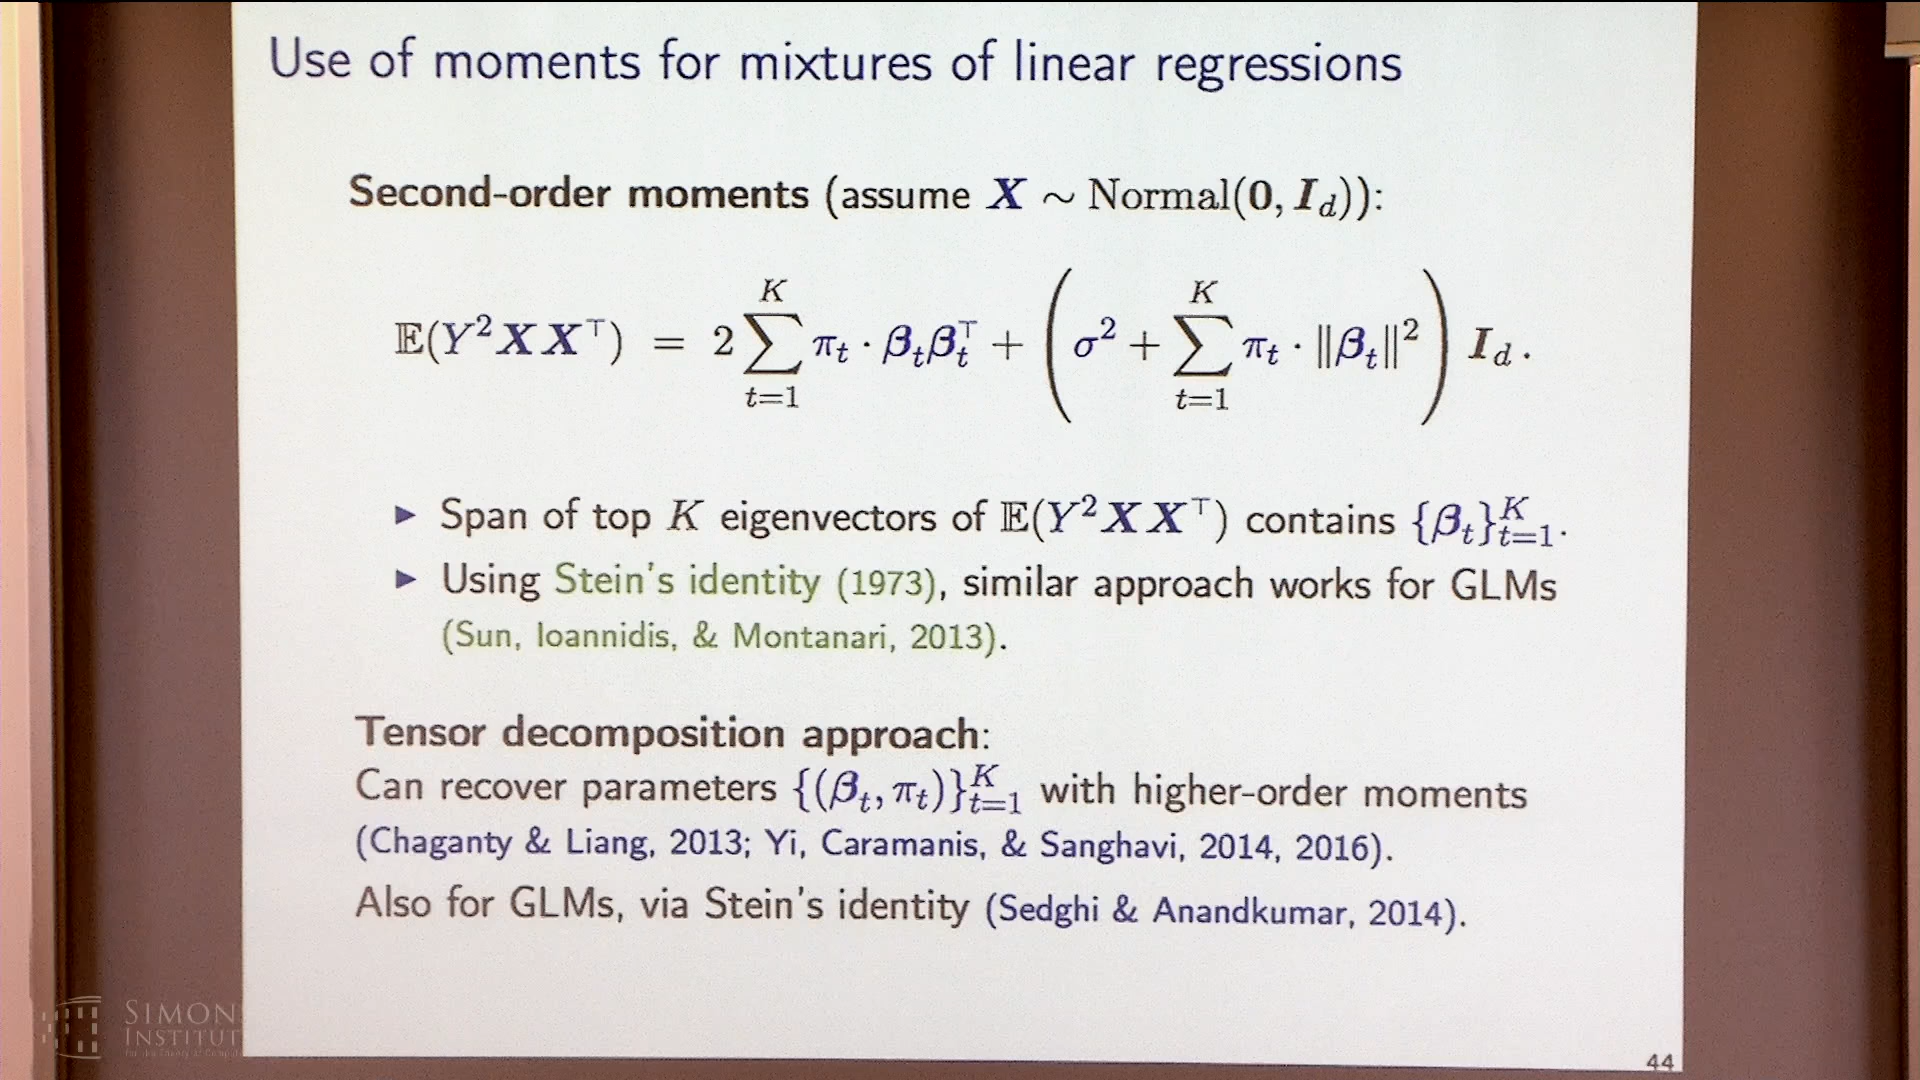 Use of moments for mixtures of linear regressions
Second-order moments (assume X ∼ Normal(0, I_d)):
𝔼(Y²XX^⊤) = 2 ∑_{t=1}^{K} π_t · β_tβ_t^⊤ + (σ² + ∑_{t=1}^{K} π_t · ‖β_t‖²) I_d .
▶ Span of top K eigenvectors of 𝔼(Y²XX^⊤) contains {β_t}_{t=1}^{K}.
▶ Using Stein's identity (1973), similar approach works for GLMs
(Sun, Ioannidis, & Montanari, 2013).
Tensor decomposition approach:
Can recover parameters {(β_t, π_t)}_{t=1}^{K} with higher-order moments
(Chaganty & Liang, 2013; Yi, Caramanis, & Sanghavi, 2014, 2016).
Also for GLMs, via Stein's identity (Sedghi & Anandkumar, 2014).
SIMON
INSTITUT
44